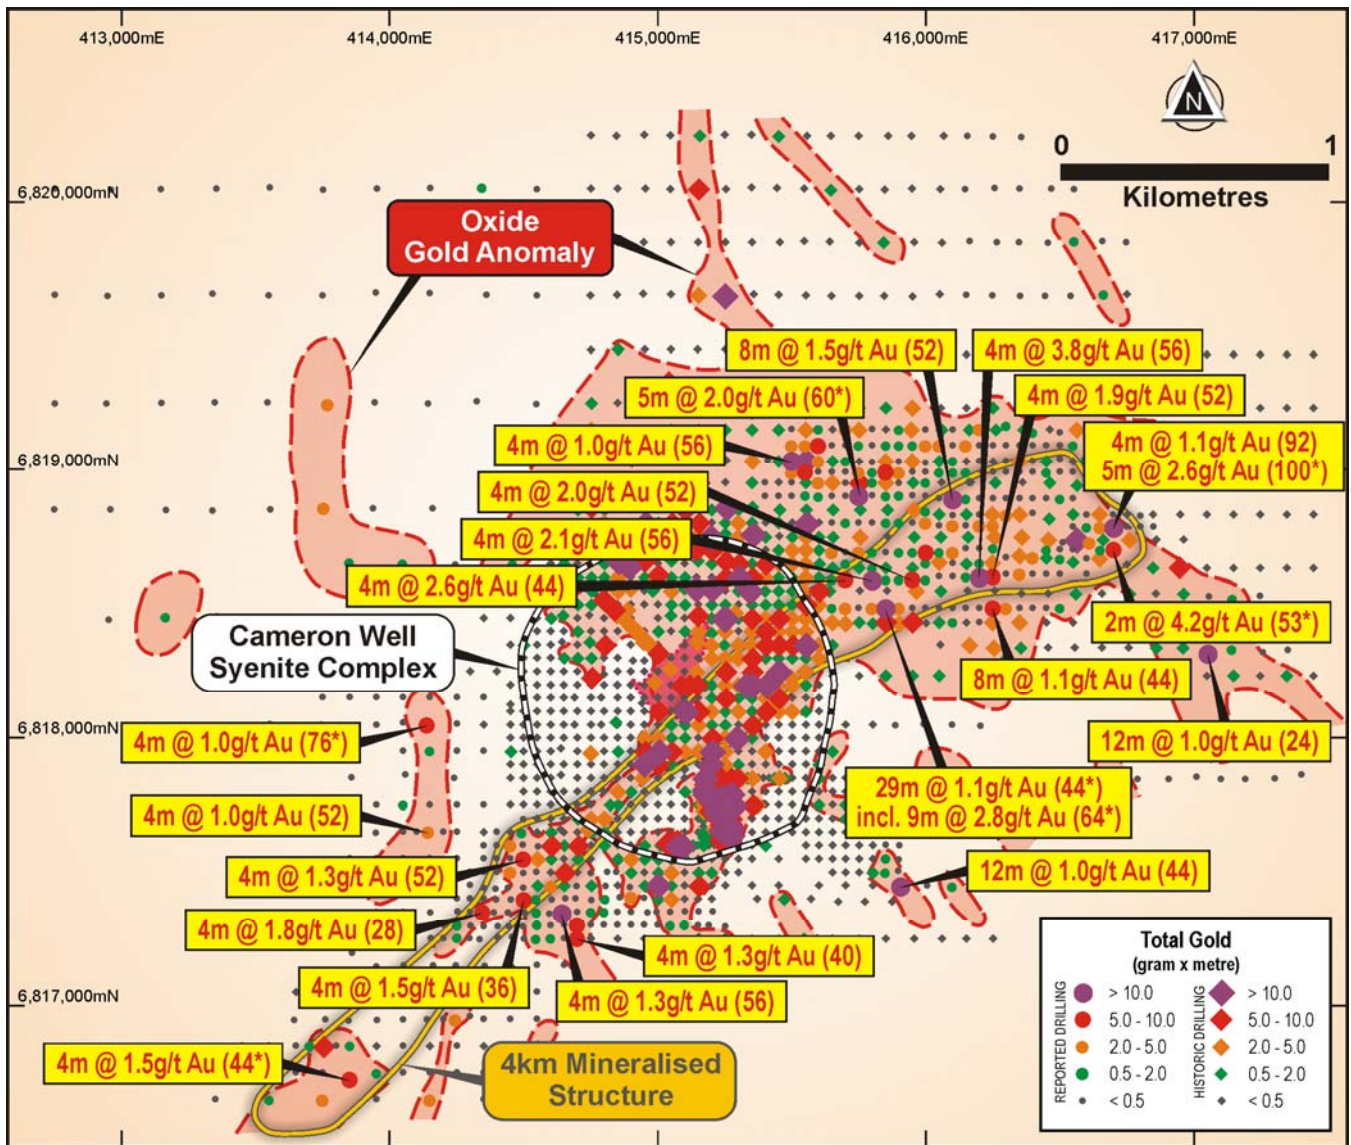 413,000mE
414,000mE
415,000mE
416,000mE
417,000mE
N
0
1
Kilometres
6,820,000mN
Oxide
Gold Anomaly
8m @ 1.5g/t Au (52)
4m @ 3.8g/t Au (56)
5m @ 2.0g/t Au (60*)
4m @ 1.9g/t Au (52)
4m @ 1.0g/t Au (56)
4m @ 1.1g/t Au (92)
5m @ 2.6g/t Au (100*)
6,819,000mN
4m @ 2.0g/t Au (52)
4m @ 2.1g/t Au (56)
4m @ 2.6g/t Au (44)
Cameron Well
Syenite Complex
2m @ 4.2g/t Au (53*)
8m @ 1.1g/t Au (44)
6,818,000mN
4m @ 1.0g/t Au (76*)
12m @ 1.0g/t Au (24)
29m @ 1.1g/t Au (44*)
incl. 9m @ 2.8g/t Au (64*)
4m @ 1.0g/t Au (52)
4m @ 1.3g/t Au (52)
12m @ 1.0g/t Au (44)
4m @ 1.8g/t Au (28)
4m @ 1.3g/t Au (40)
4m @ 1.5g/t Au (36)
4m @ 1.3g/t Au (56)
6,817,000mN
4m @ 1.5g/t Au (44*)
4km Mineralised
Structure
Total Gold
(gram x metre)
REPORTED DRILLING
> 10.0
5.0 - 10.0
2.0 - 5.0
0.5 - 2.0
< 0.5
HISTORIC DRILLING
> 10.0
5.0 - 10.0
2.0 - 5.0
0.5 - 2.0
< 0.5